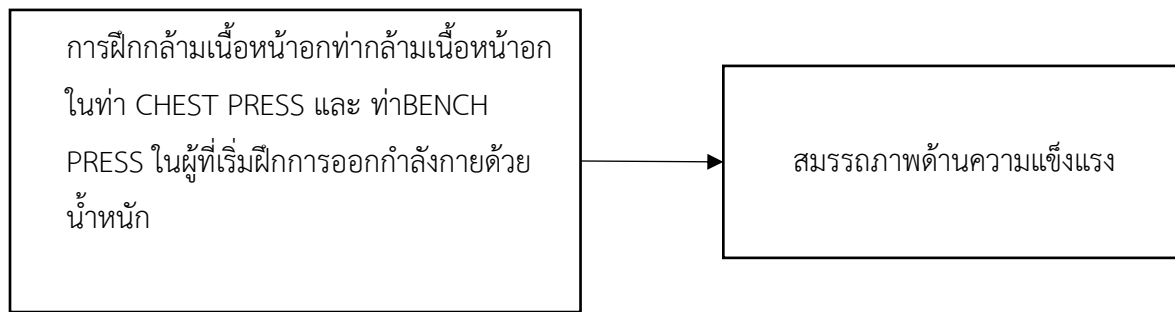 การฝึกกล้ามเนื้อหน้าอกท่ากล้ามเนื้อหน้าอก
ในท่า CHEST PRESS และ ท่าBENCH
PRESS ในผู้ที่เริ่มฝึกการออกกำลังกายด้วย
น้ำหนัก
สมรรถภาพด้านความแข็งแรง